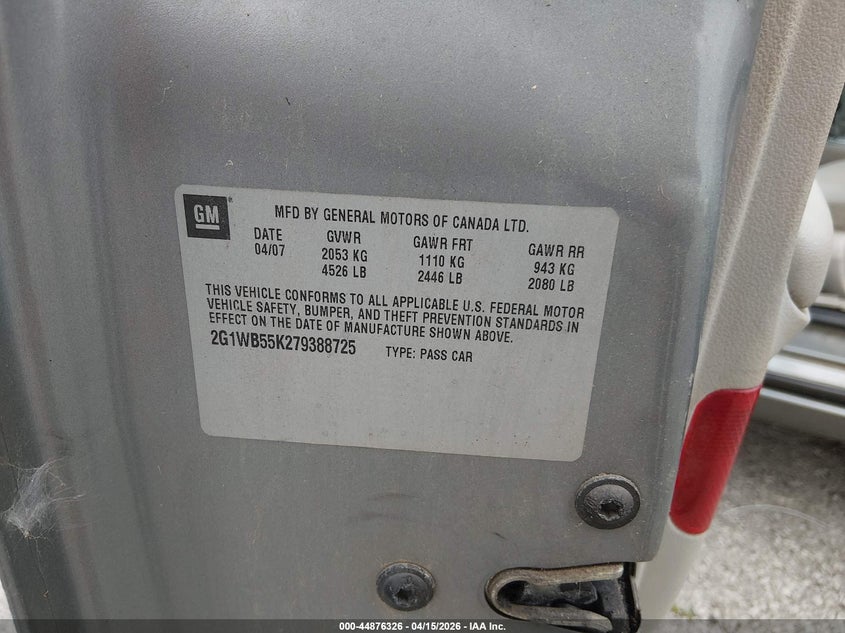 GM
MFD BY GENERAL MOTORS OF CANADA LTD.
DATE GVWR GAWR FRT GAWR RR
04/07 2053 KG 1110 KG 943 KG
4526 LB 2446 LB 2080 LB
THIS VEHICLE CONFORMS TO ALL APPLICABLE U.S. FEDERAL MOTOR
VEHICLE SAFETY, BUMPER, AND THEFT PREVENTION STANDARDS IN
EFFECT ON THE DATE OF MANUFACTURE SHOWN ABOVE.
2G1WB55K279388725 TYPE: PASS CAR
000-44876326 - 04/15/2026 - IAA Inc.